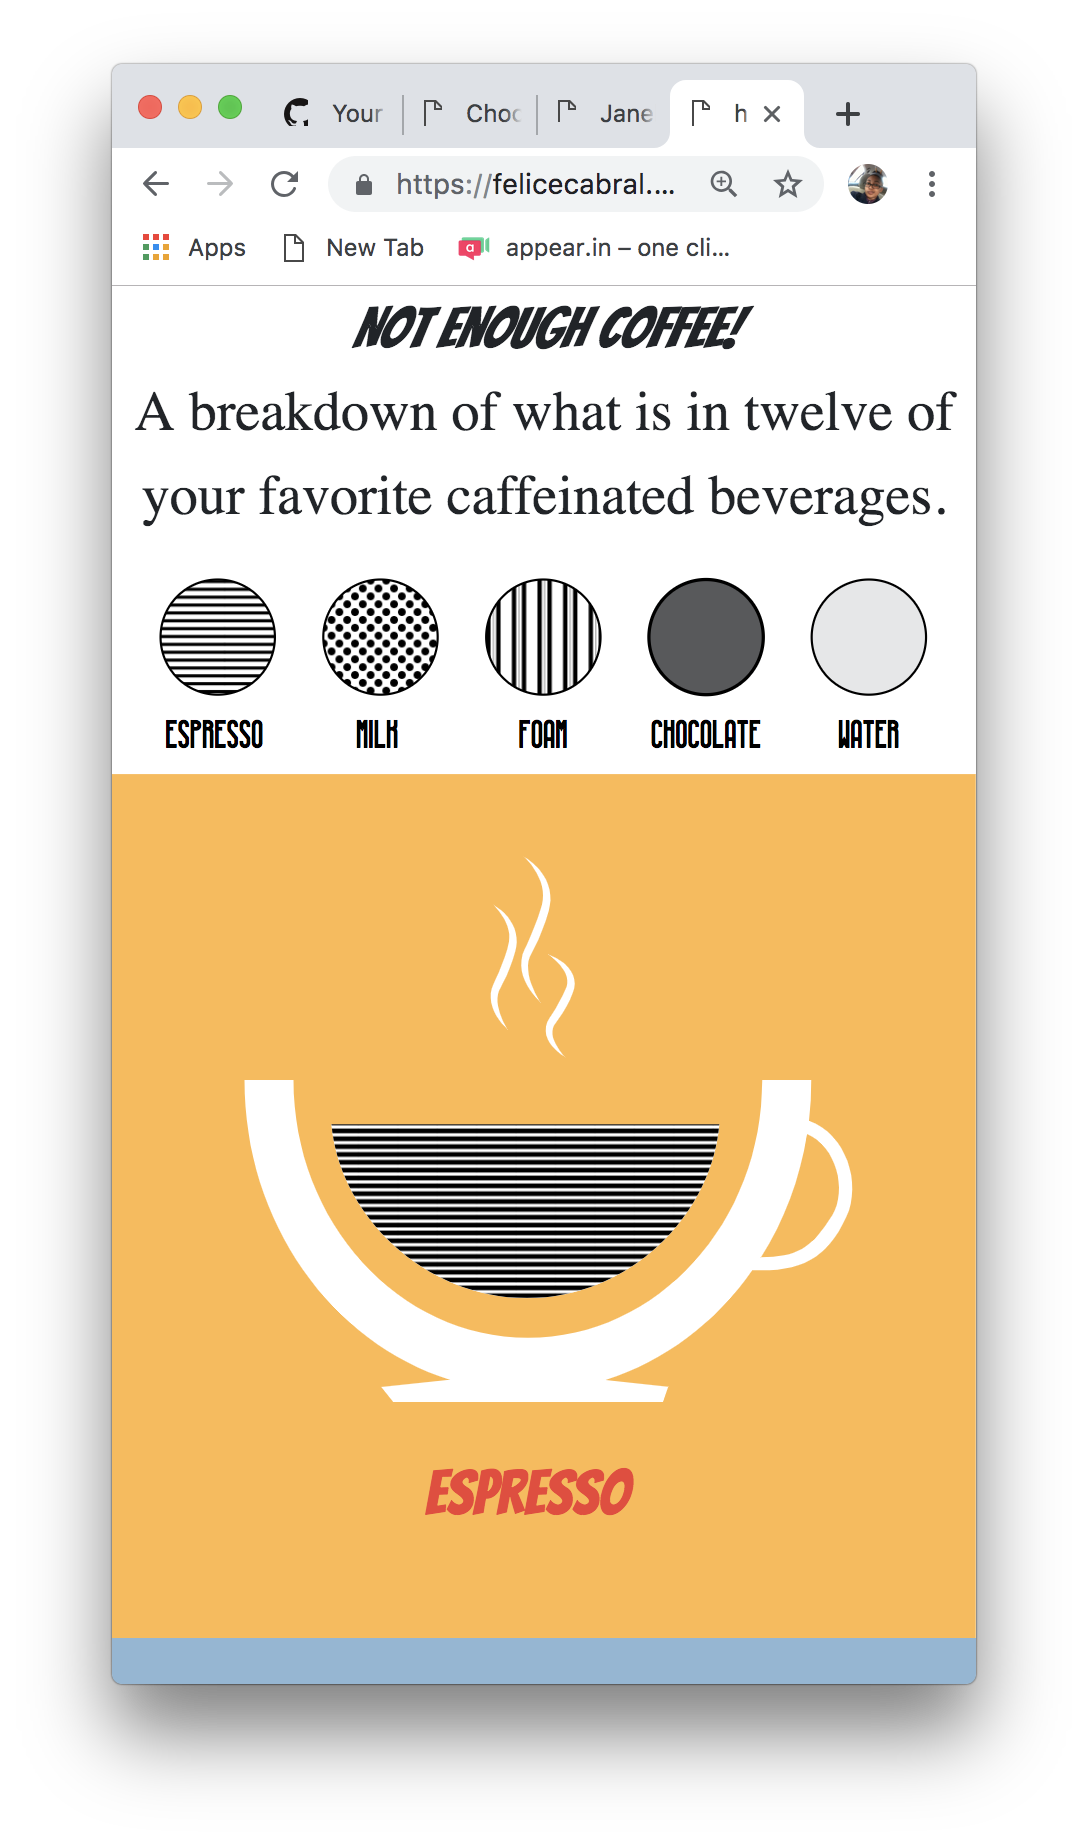 Your
Choc
Jane
h
https://felicecabral....
Apps
New Tab
a
appear.in – one cli...
NOT ENOUGH COFFEE!
A breakdown of what is in twelve of
your favorite caffeinated beverages.
ESPRESSO MILK FOAM CHOCOLATE WATER
ESPRESSO